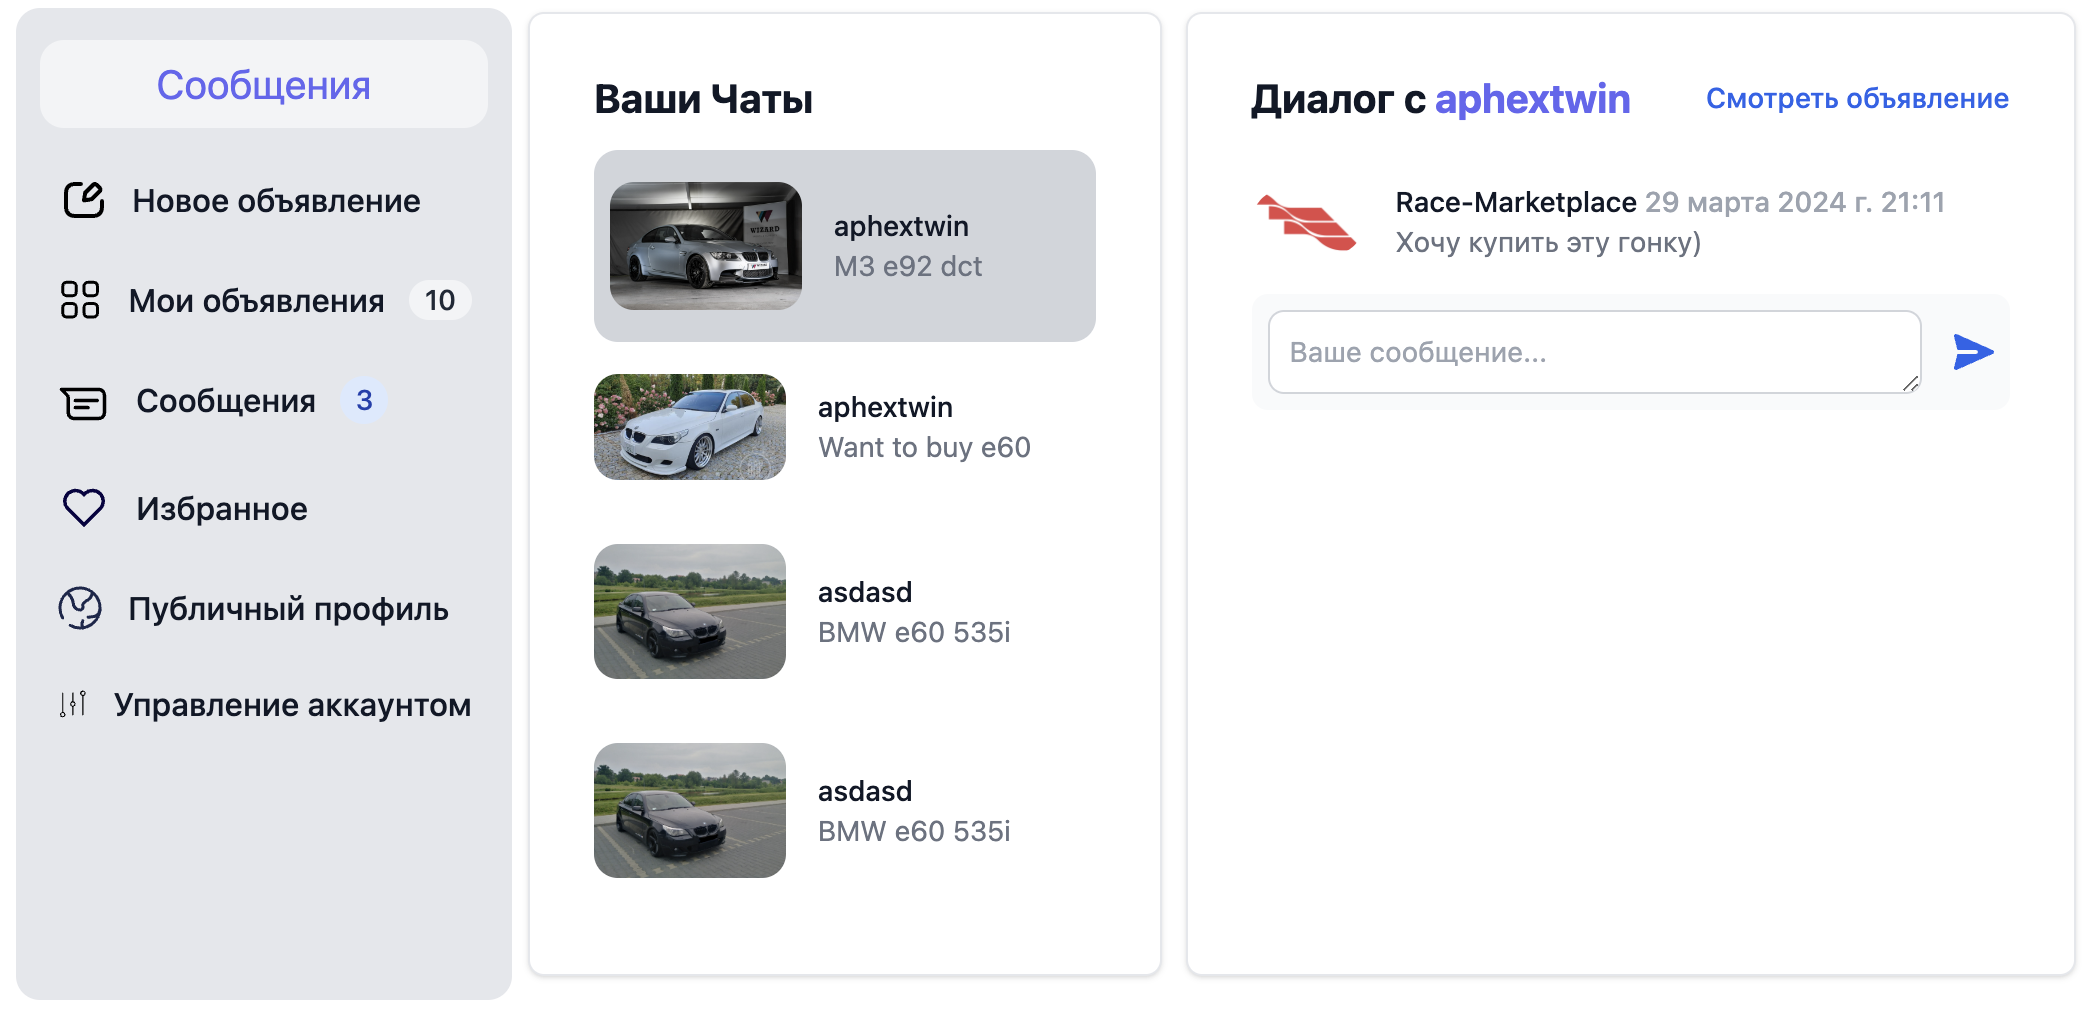 Сообщения
Новое объявление
Мои объявления 10
Сообщения 3
Избранное
Публичный профиль
Управление аккаунтом
Ваши Чаты
WIZARD
aphextwin
M3 e92 dct
aphextwin
Want to buy e60
asdasd
BMW e60 535i
asdasd
BMW e60 535i
Диалог с aphextwin
Смотреть объявление
Race-Marketplace 29 марта 2024 г. 21:11
Хочу купить эту гонку)
Ваше сообщение...